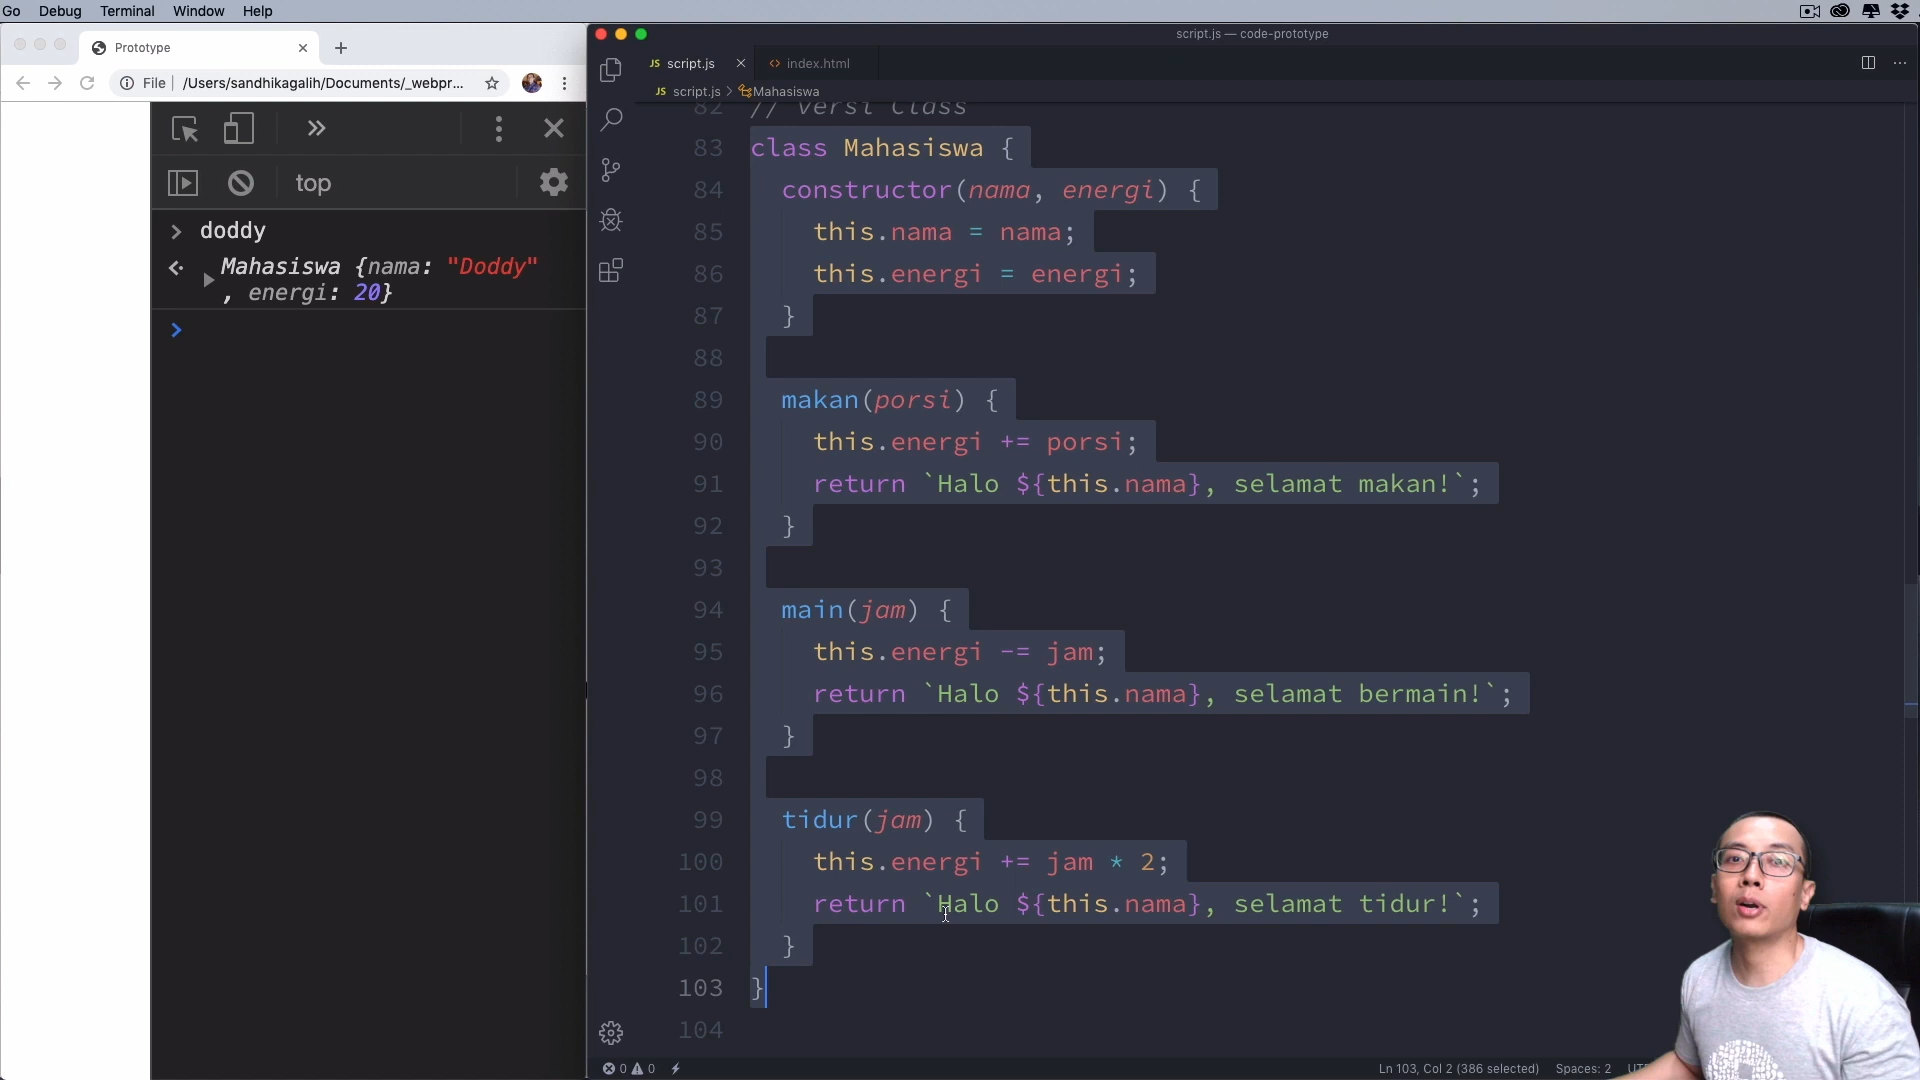 Go Debug Terminal Window Help
Prototype
script.js — code-prototype
JS script.js
<> index.html
File | /Users/sandhikagalih/Documents/_webpr...
JS script.js > Mahasiswa
top
doddy
Mahasiswa {nama: "Doddy"
, energi: 20}
82 // versi Class
83 class Mahasiswa {
84 constructor(nama, energi) {
85 this.nama = nama;
86 this.energi = energi;
87 }
88
89 makan(porsi) {
90 this.energi += porsi;
91 return `Halo ${this.nama}, selamat makan!`;
92 }
93
94 main(jam) {
95 this.energi -= jam;
96 return `Halo ${this.nama}, selamat bermain!`;
97 }
98
99 tidur(jam) {
100 this.energi += jam * 2;
101 return `Halo ${this.nama}, selamat tidur!`;
102 }
103 }
104
0 0 Ln 103, Col 2 (386 selected) Spaces: 2